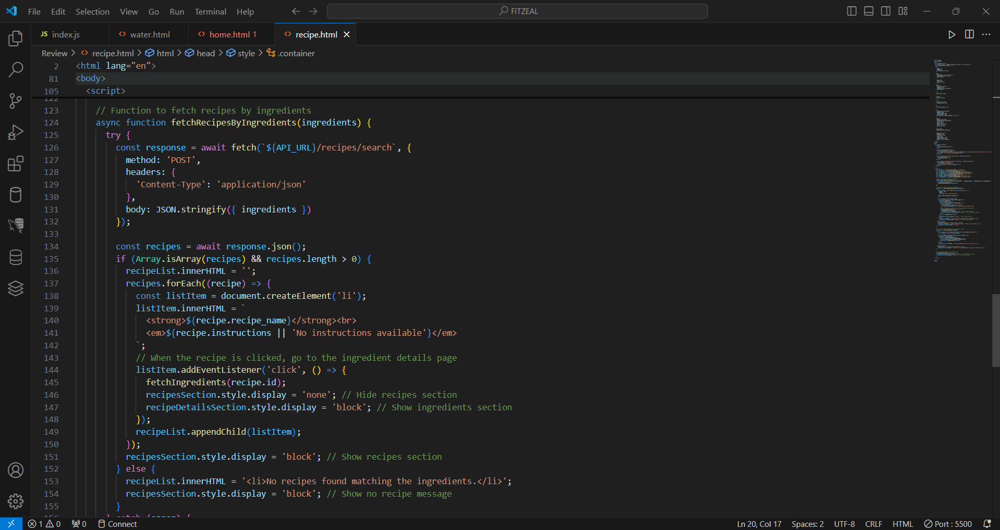 File Edit Selection View Go Run Terminal Help FITZEAL
JS index.js <> water.html <> home.html 1 <> recipe.html
Review > <> recipe.html > html > head > style > .container
2 <html lang="en">
81 <body>
105 <script>
122
123 // Function to fetch recipes by ingredients
124 async function fetchRecipesByIngredients(ingredients) {
125 try {
126 const response = await fetch(`${API_URL}/recipes/search`, {
127 method: 'POST',
128 headers: {
129 'Content-Type': 'application/json'
130 },
131 body: JSON.stringify({ ingredients })
132 });
133
134 const recipes = await response.json();
135 if (Array.isArray(recipes) && recipes.length > 0) {
136 recipeList.innerHTML = '';
137 recipes.forEach((recipe) => {
138 const listItem = document.createElement('li');
139 listItem.innerHTML = `
140 <strong>${recipe.recipe_name}</strong><br>
141 <em>${recipe.instructions || 'No instructions available'}</em>
142 `;
143 // When the recipe is clicked, go to the ingredient details page
144 listItem.addEventListener('click', () => {
145 fetchIngredients(recipe.id);
146 recipesSection.style.display = 'none'; // Hide recipes section
147 recipeDetailsSection.style.display = 'block'; // Show ingredients section
148 });
149 recipeList.appendChild(listItem);
150 });
151 recipesSection.style.display = 'block'; // Show recipes section
152 } else {
153 recipeList.innerHTML = '<li>No recipes found matching the ingredients.</li>';
154 recipesSection.style.display = 'block'; // Show no recipe message
155 }
156 } catch (error) {
1 0 0 Connect Ln 20, Col 17 Spaces: 2 UTF-8 CRLF HTML Port : 5500